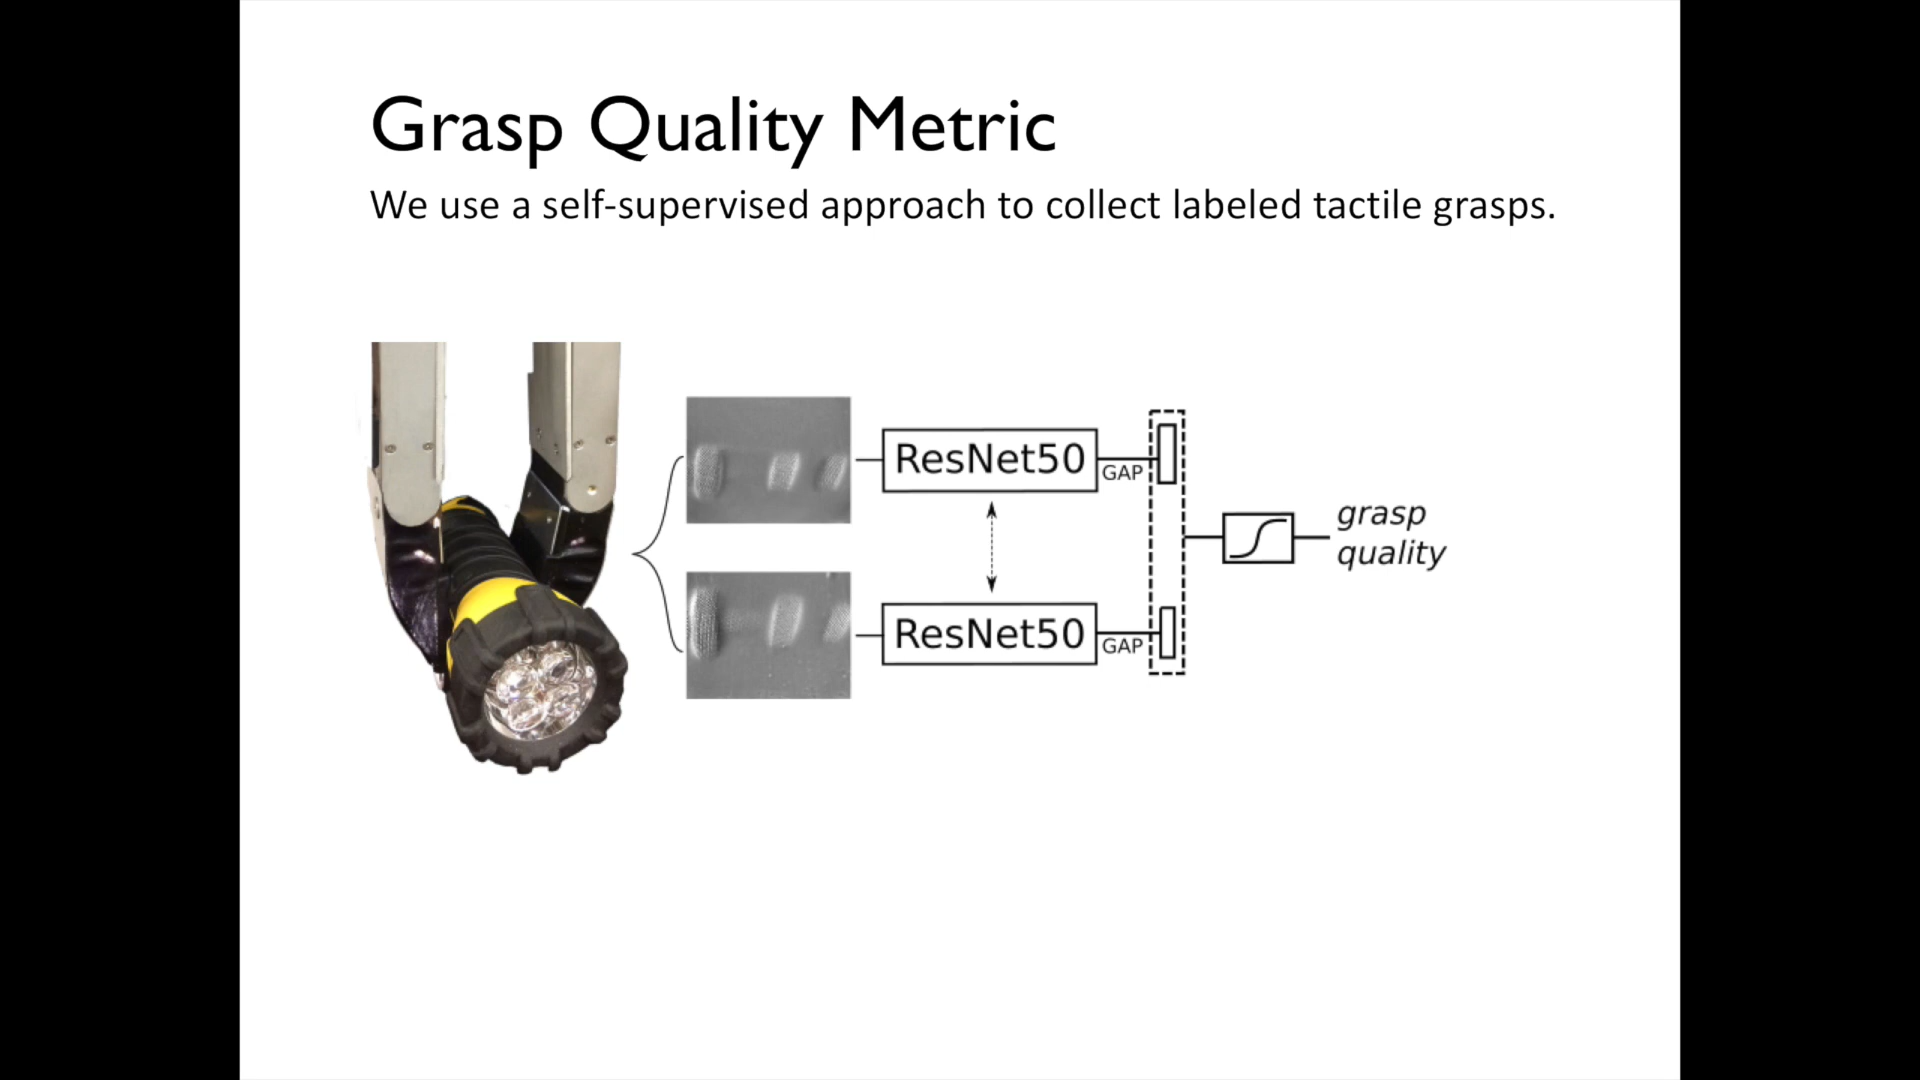 Grasp Quality Metric
We use a self-supervised approach to collect labeled tactile grasps.
ResNet50
GAP
grasp
quality
ResNet50
GAP